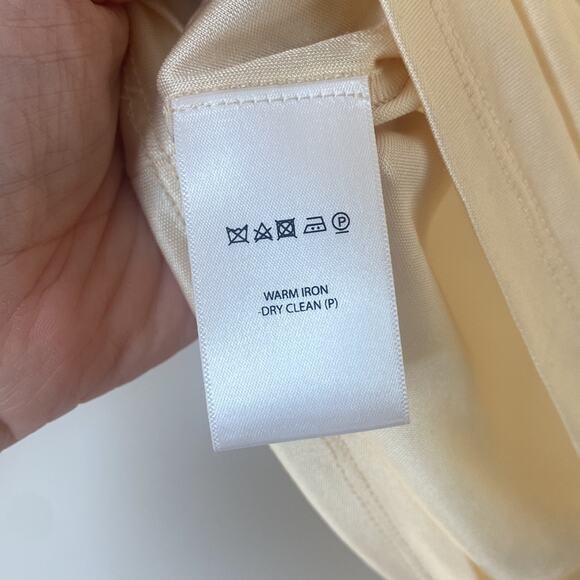 P
WARM IRON
-DRY CLEAN (P)